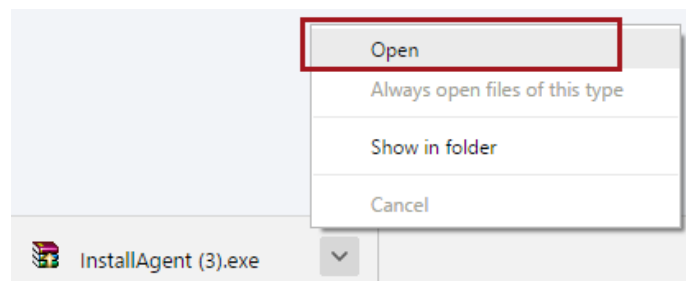 Open
Always open files of this type
Show in folder
Cancel
InstallAgent (3).exe